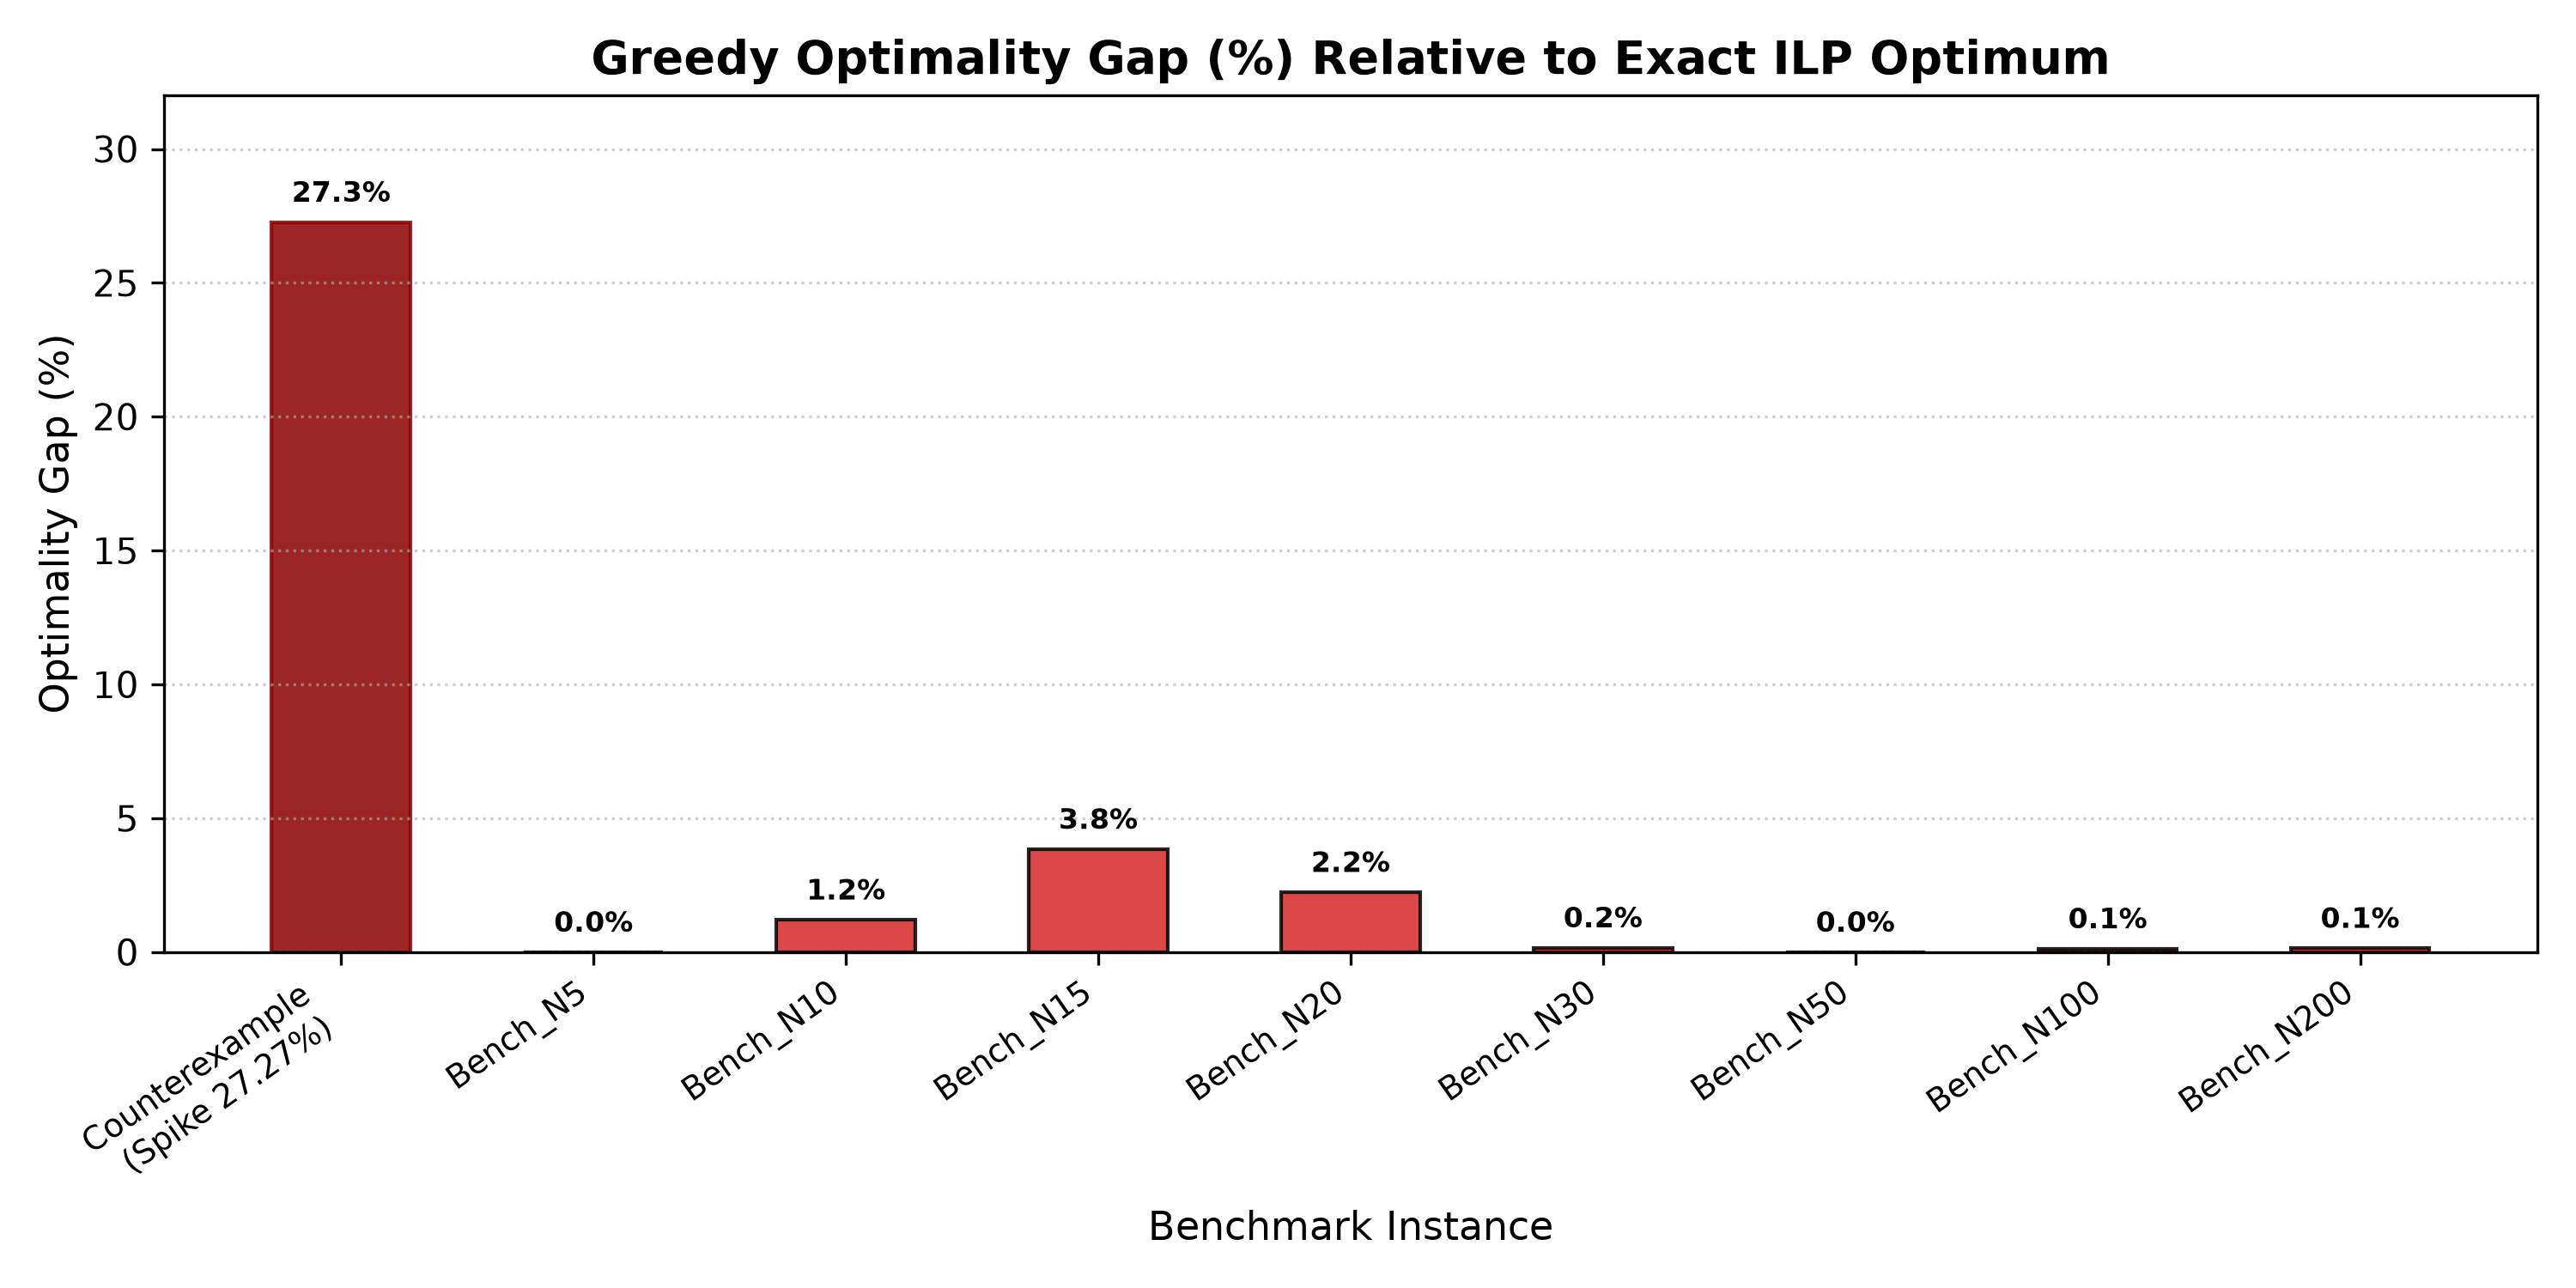 Greedy Optimality Gap (%) Relative to Exact ILP Optimum
Optimality Gap (%)
30
25
20
15
10
5
0
27.3%
0.0%
1.2%
3.8%
2.2%
0.2%
0.0%
0.1%
0.1%
Counterexample
(Spike 27.27%)
Bench_N5
Bench_N10
Bench_N15
Bench_N20
Bench_N30
Bench_N50
Bench_N100
Bench_N200
Benchmark Instance